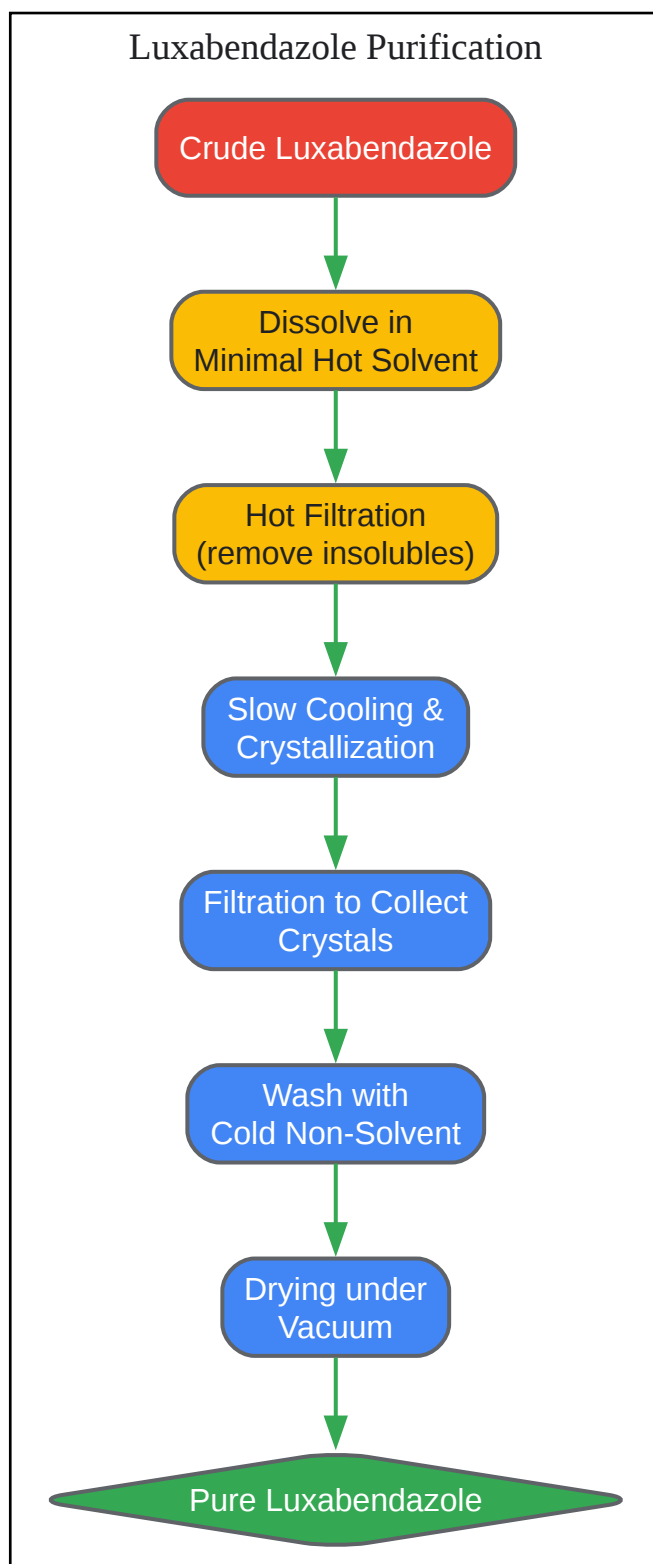 Luxabendazole Purification
Crude Luxabendazole
Dissolve in
Minimal Hot Solvent
Hot Filtration
(remove insolubles)
Slow Cooling &
Crystallization
Filtration to Collect
Crystals
Wash with
Cold Non-Solvent
Drying under
Vacuum
Pure Luxabendazole